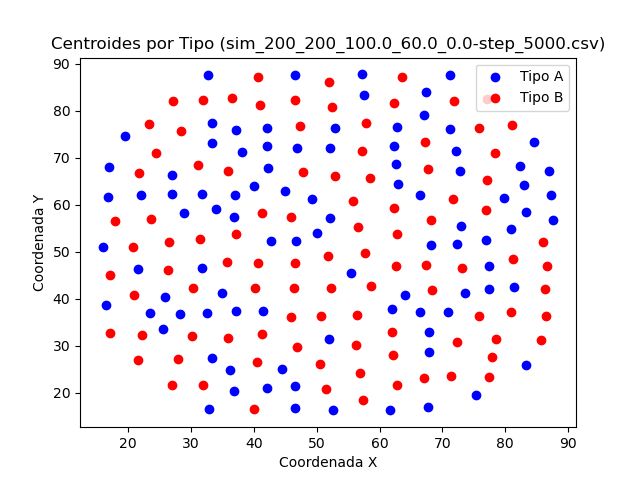 Centroides por Tipo (sim_200_200_100.0_60.0_0.0-step_5000.csv)
Tipo A
Tipo B
90
80
70
60
50
40
30
20
Coordenada Y
20 30 40 50 60 70 80 90
Coordenada X